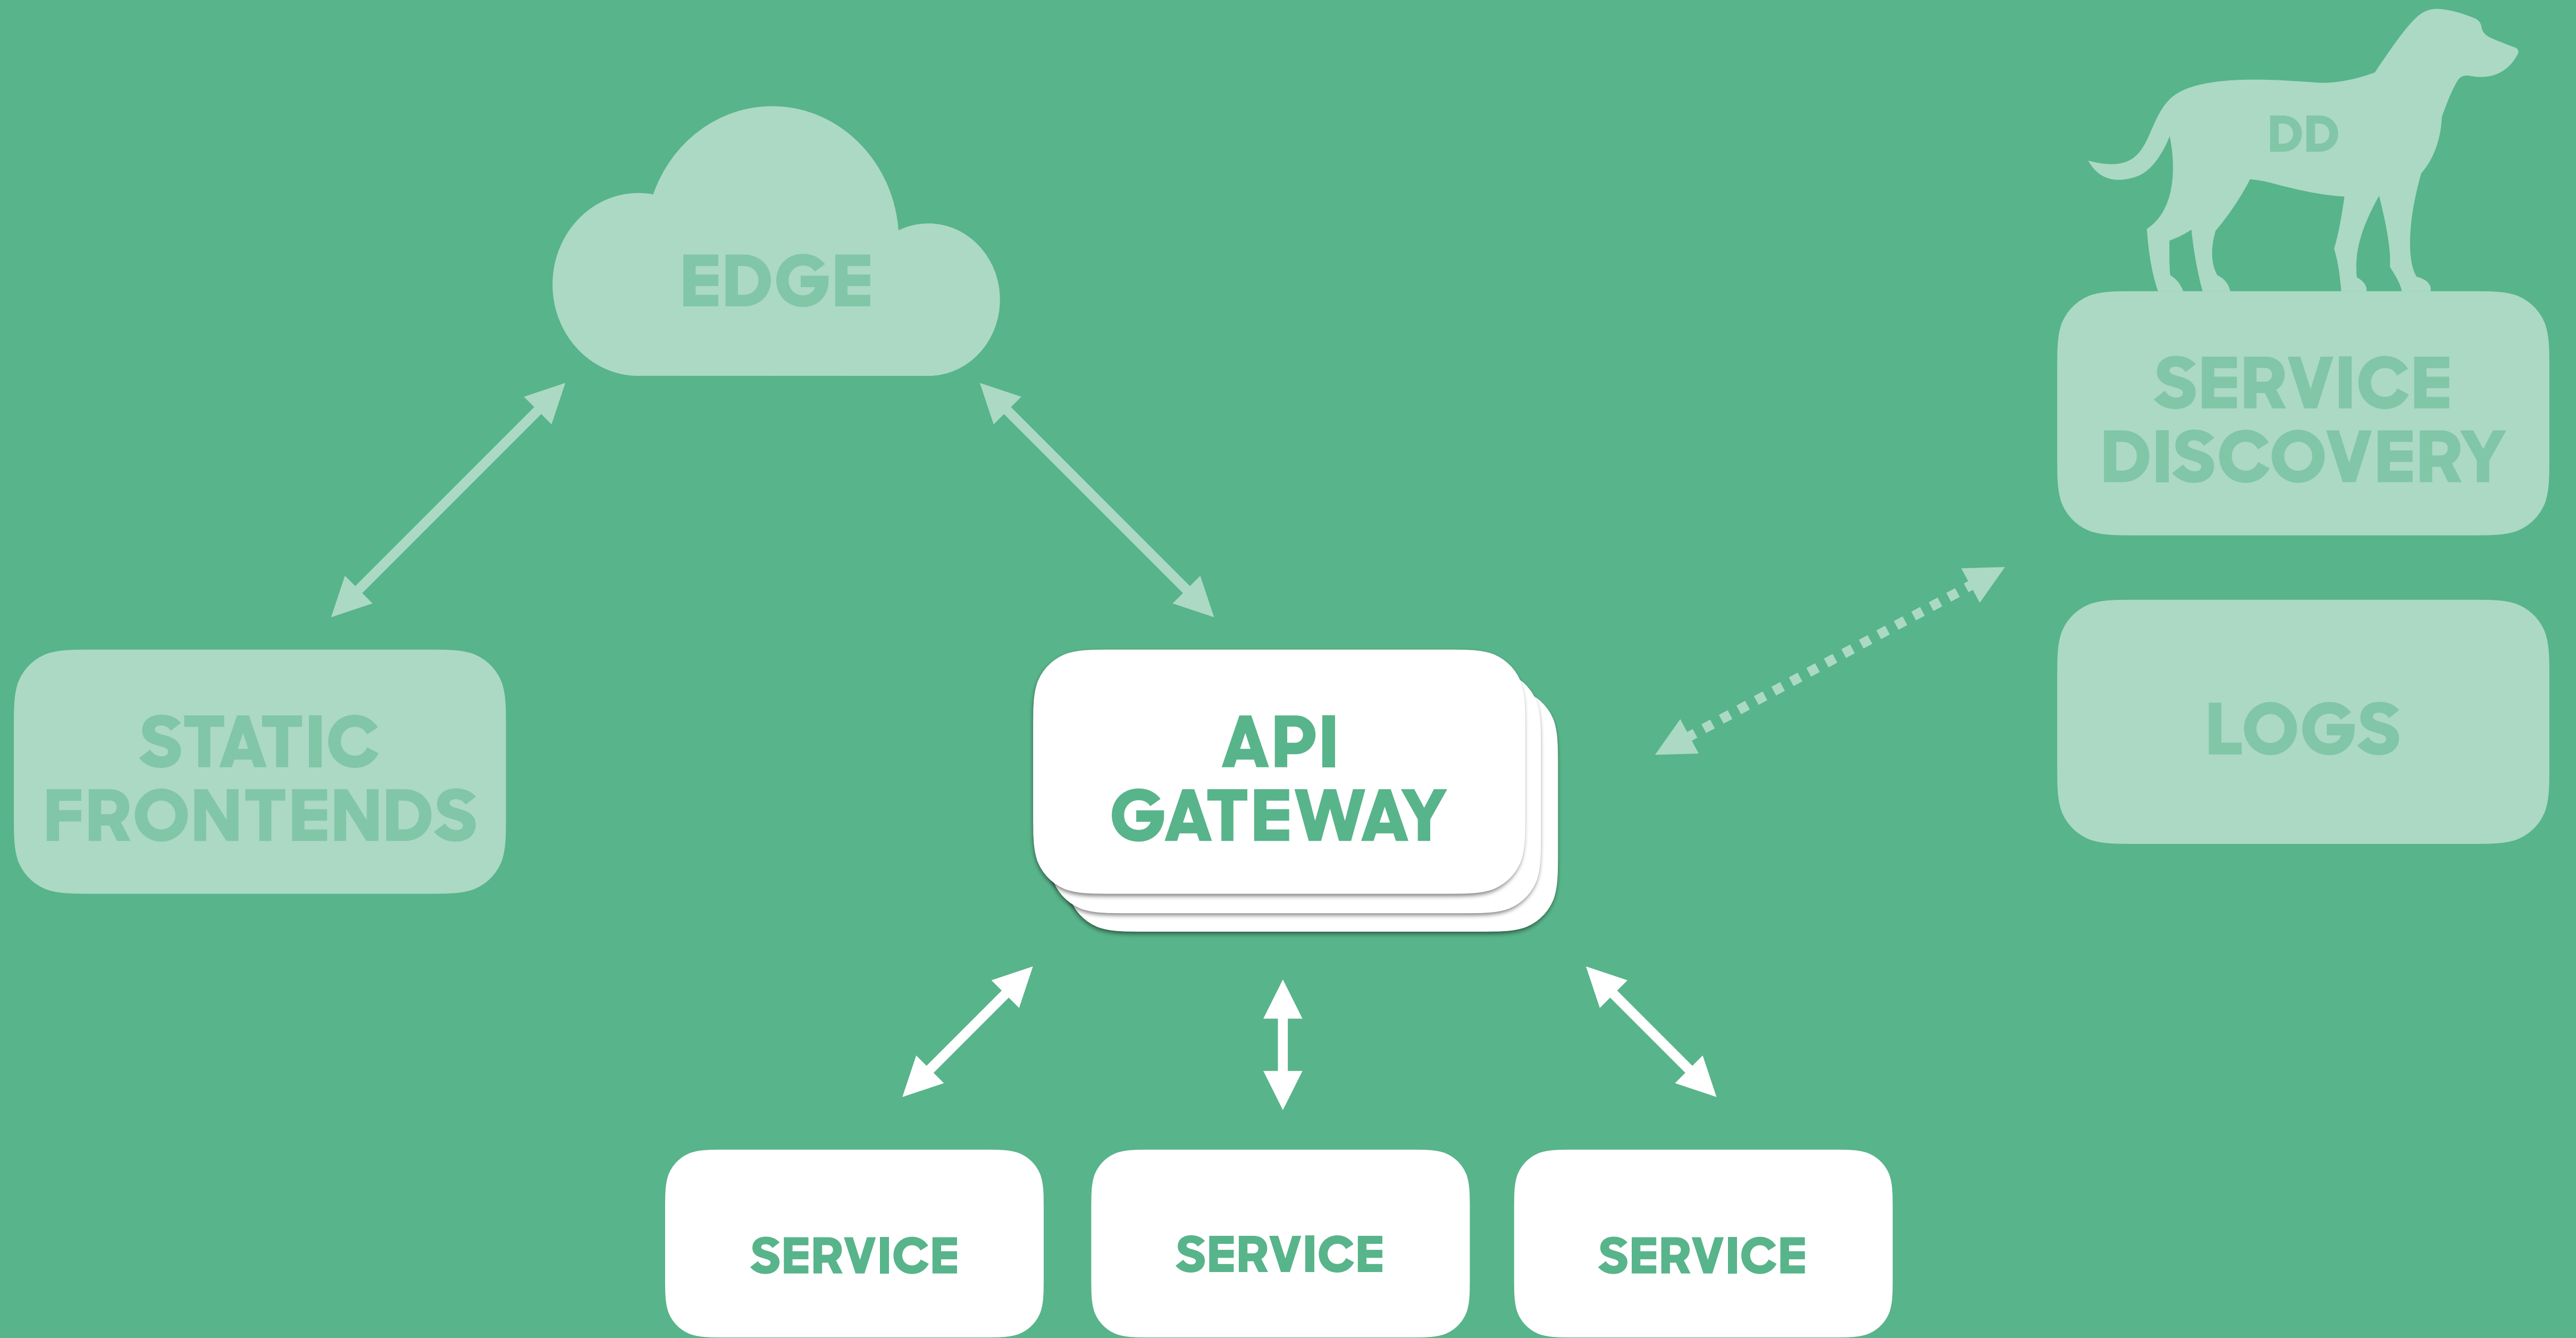 DD
EDGE
SERVICE
DISCOVERY
STATIC
FRONTENDS
API
GATEWAY
LOGS
SERVICE
SERVICE
SERVICE